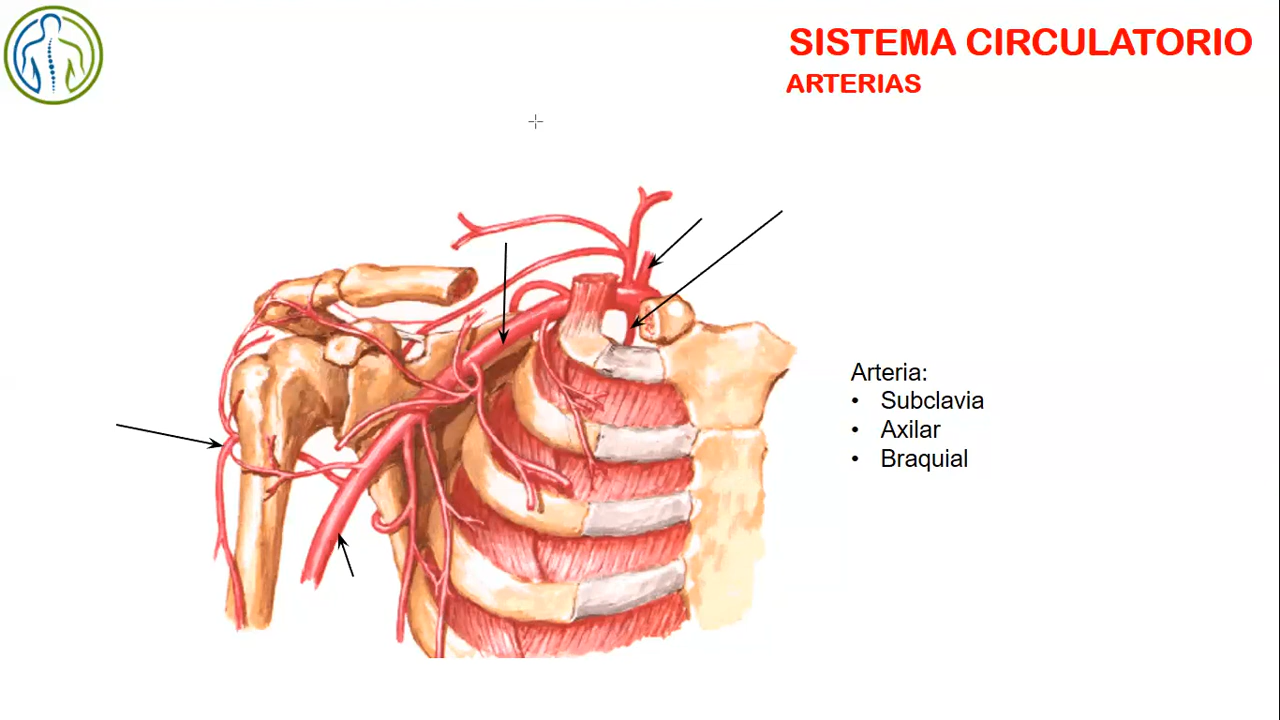 SISTEMA CIRCULATORIO
ARTERIAS
Arteria:
• Subclavia
• Axilar
• Braquial